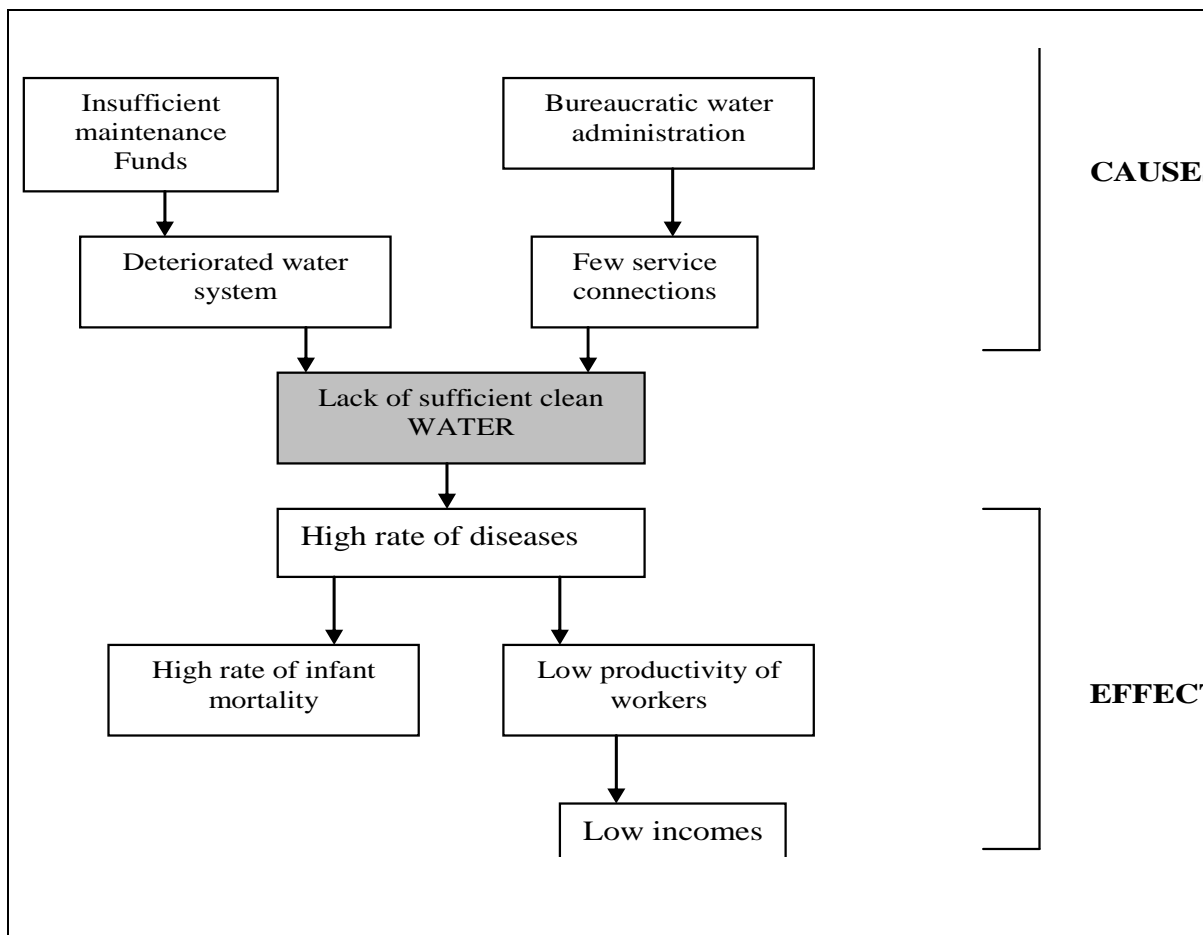 Insufficient
maintenance
Funds
Bureaucratic water
administration
CAUSE
Deteriorated water
system
Few service
connections
Lack of sufficient clean
WATER
High rate of diseases
High rate of infant
mortality
Low productivity of
workers
EFFECT
Low incomes